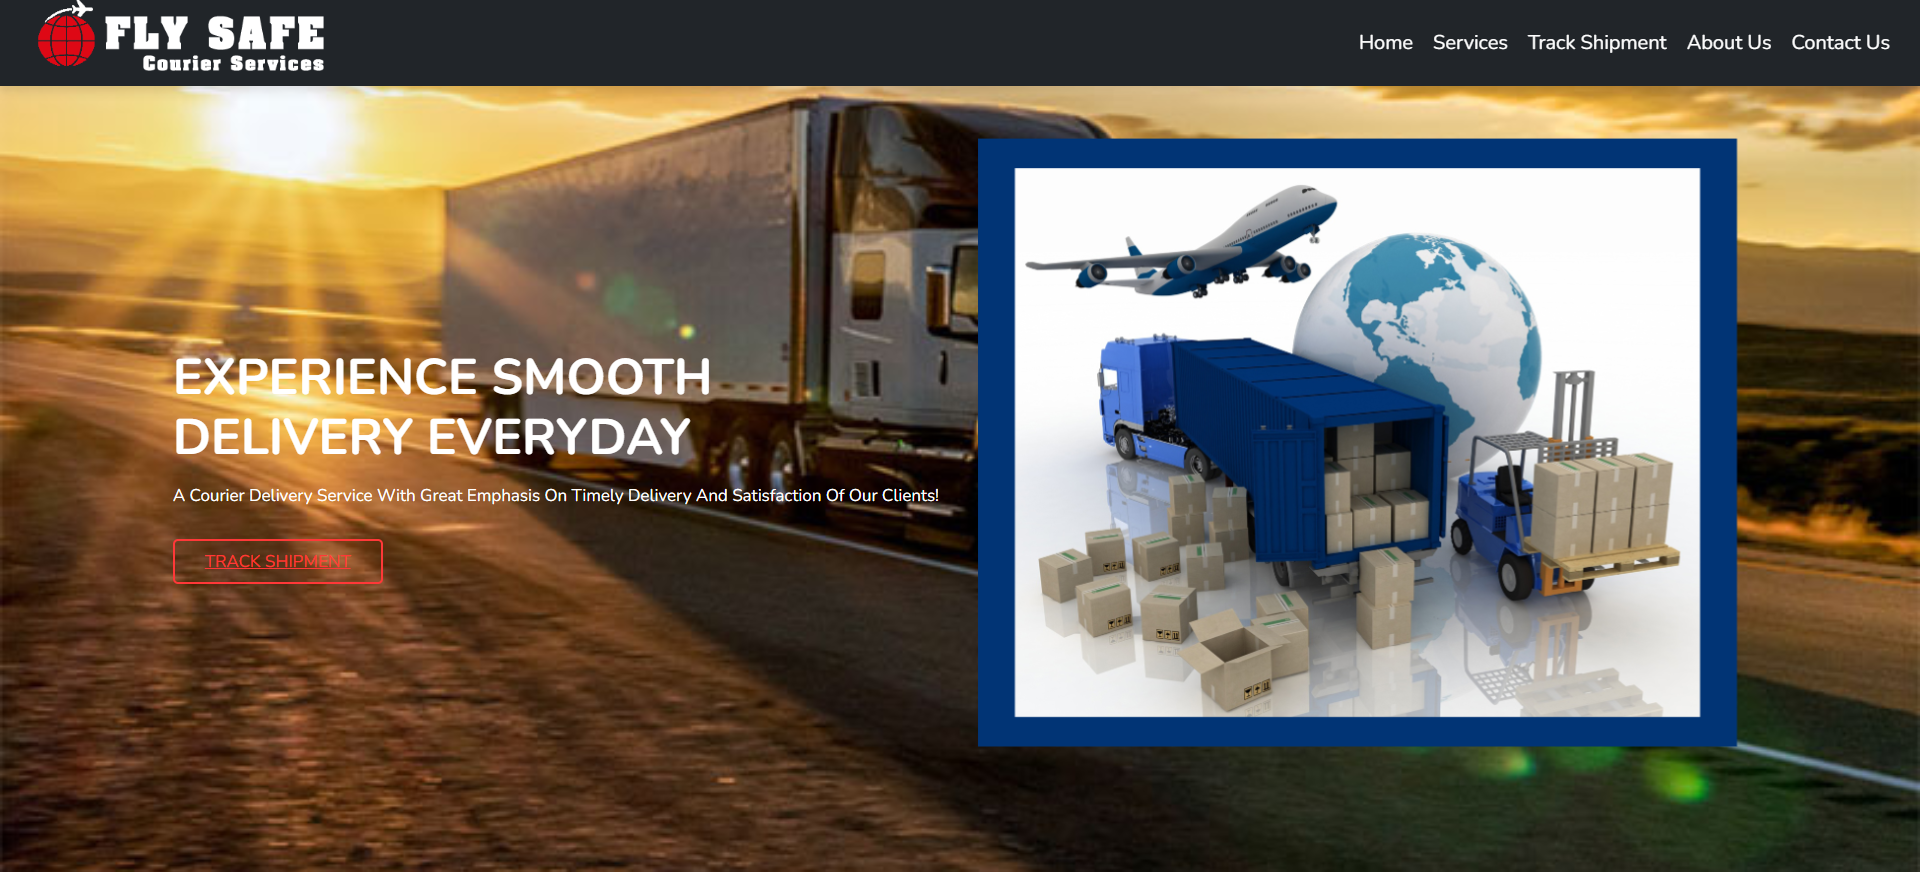 FLY SAFE
Courier Services
Home Services Track Shipment About Us Contact Us
EXPERIENCE SMOOTH
DELIVERY EVERYDAY
A Courier Delivery Service With Great Emphasis On Timely Delivery And Satisfaction Of Our Clients!
TRACK SHIPMENT